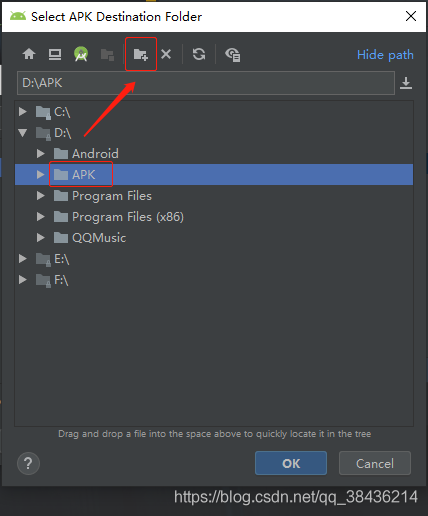 Select APK Destination Folder
Hide path
D:\APK
C:\
D:\
Android
APK
Program Files
Program Files (x86)
QQMusic
E:\
F:\
Drag and drop a file into the space above to quickly locate it in the tree
?
OK
Cancel
https://blog.csdn.net/qq_38436214